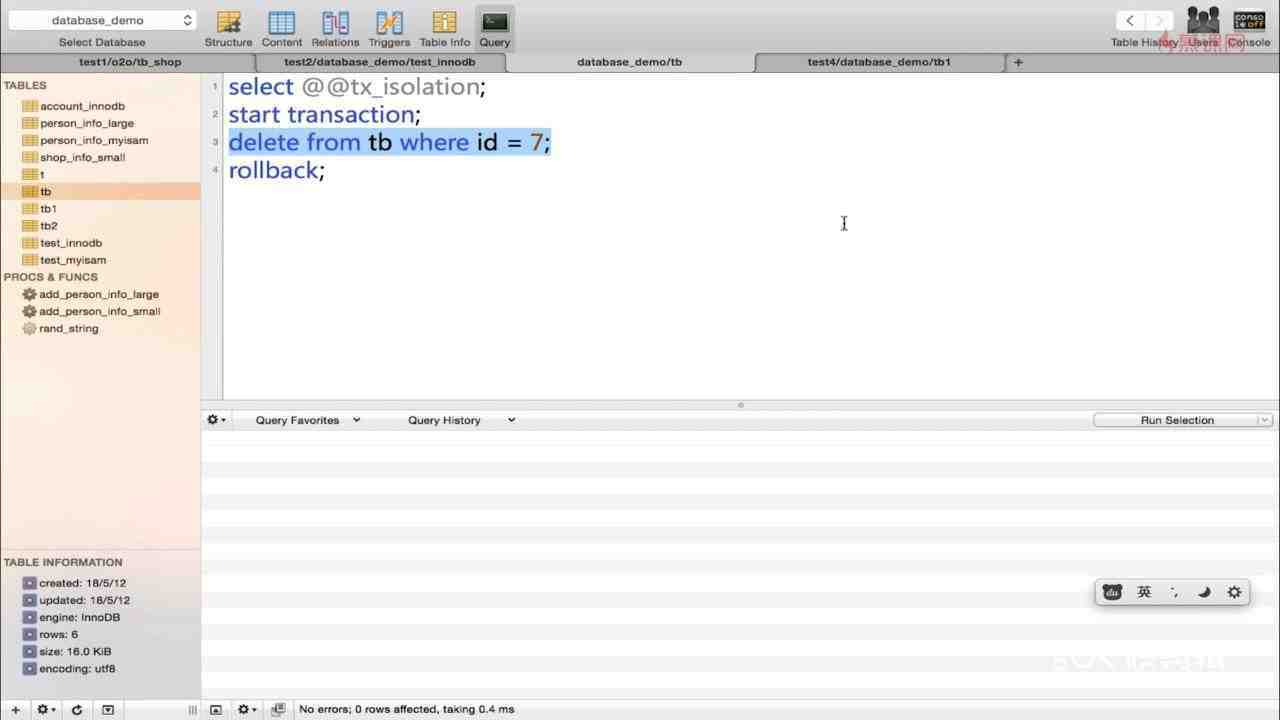 database_demo
Select Database
Structure
Content
Relations
Triggers
Table Info
Query
Table History
Users
Console
conso
le off
test1/o2o/tb_shop
test2/database_demo/test_innodb
database_demo/tb
test4/database_demo/tb1
+
TABLES
account_innodb
person_info_large
person_info_myisam
shop_info_small
t
tb
tb1
tb2
test_innodb
test_myisam
PROCS & FUNCS
add_person_info_large
add_person_info_small
rand_string
1 select @@tx_isolation;
2 start transaction;
3 delete from tb where id = 7;
4 rollback;
Query Favorites
Query History
Run Selection
TABLE INFORMATION
created: 18/5/12
updated: 18/5/12
engine: InnoDB
rows: 6
size: 16.0 KiB
encoding: utf8
du 英
No errors; 0 rows affected, taking 0.4 ms